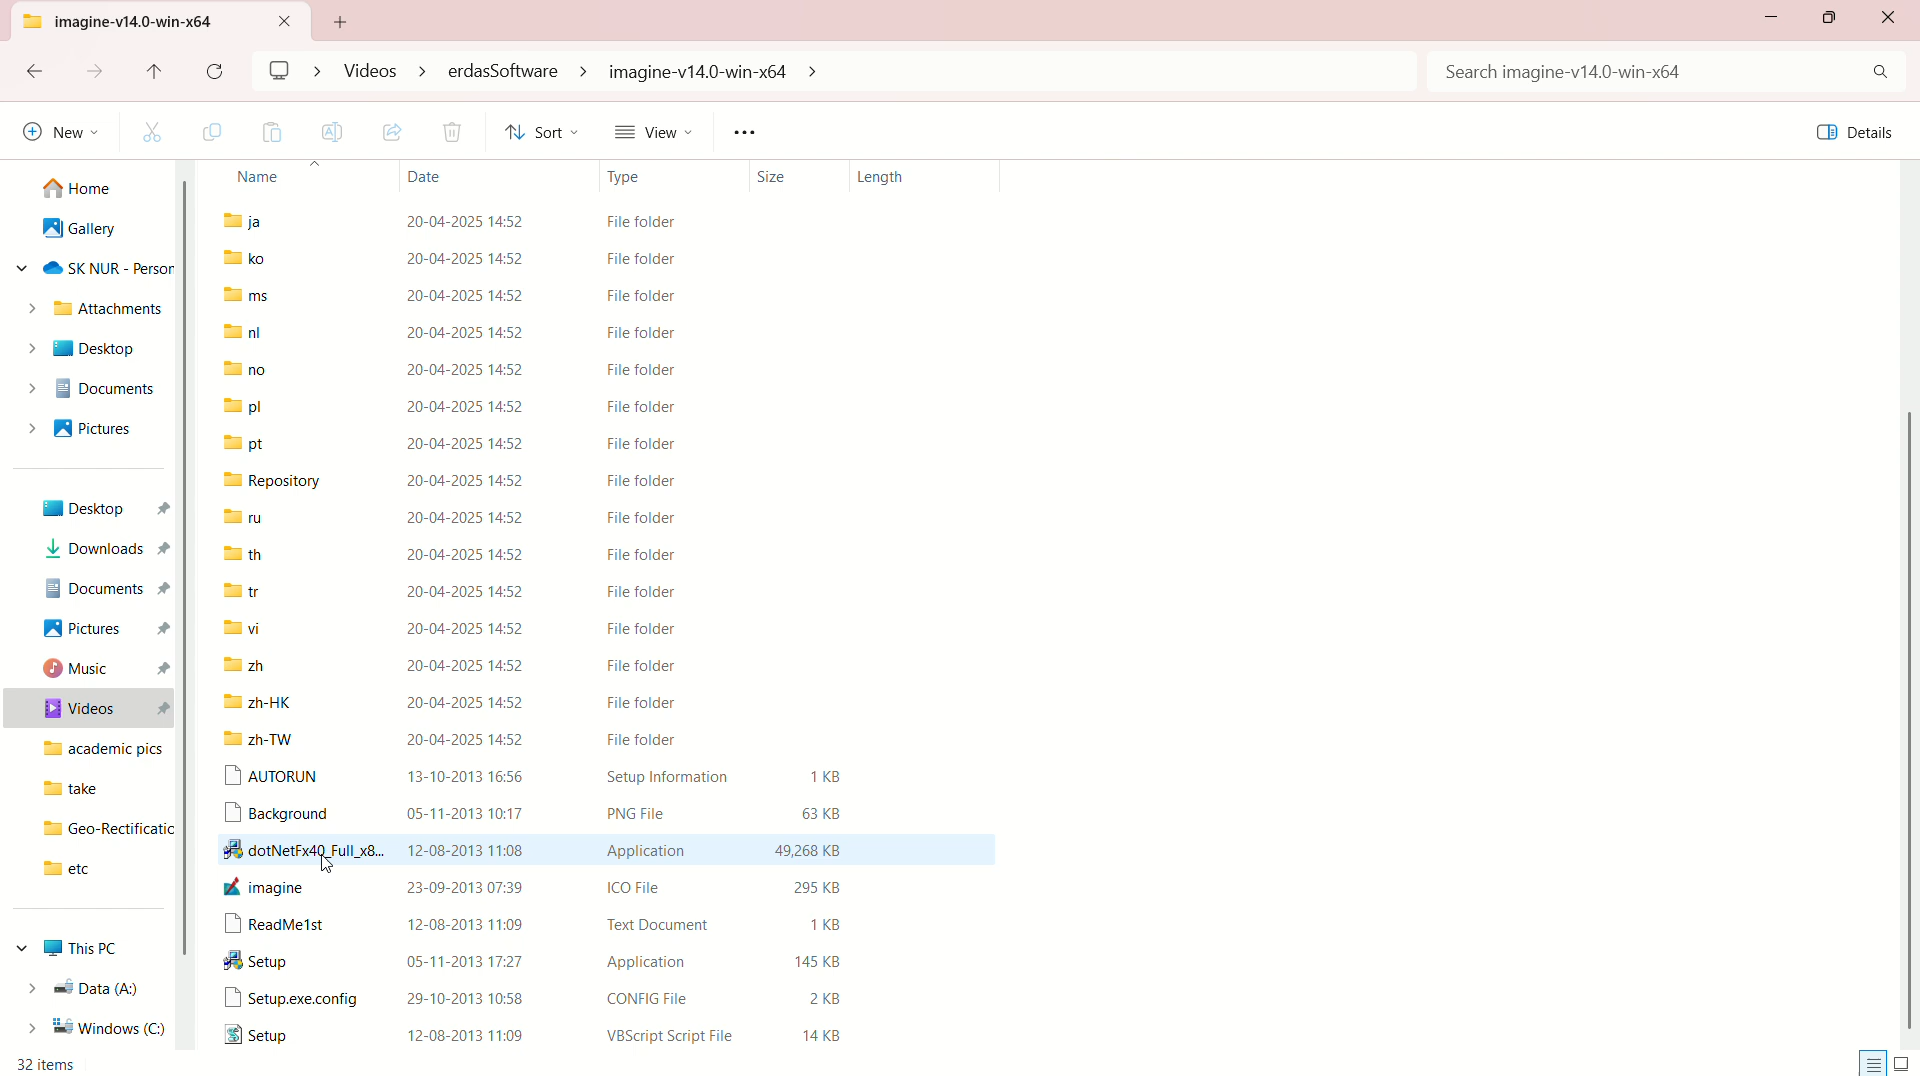 imagine-v14.0-win-x64
Videos erdasSoftware imagine-v14.0-win-x64
Search imagine-v14.0-win-x64
New Sort View Details
Name Date Type Size Length
Home
Gallery
SK NUR - Person
Attachments
Desktop
Documents
Pictures
Desktop
Downloads
Documents
Pictures
Music
Videos
academic pics
take
Geo-Rectificatio
etc
This PC
Data (A:)
Windows (C:)
ja 20-04-2025 14:52 File folder
ko 20-04-2025 14:52 File folder
ms 20-04-2025 14:52 File folder
nl 20-04-2025 14:52 File folder
no 20-04-2025 14:52 File folder
pl 20-04-2025 14:52 File folder
pt 20-04-2025 14:52 File folder
Repository 20-04-2025 14:52 File folder
ru 20-04-2025 14:52 File folder
th 20-04-2025 14:52 File folder
tr 20-04-2025 14:52 File folder
vi 20-04-2025 14:52 File folder
zh 20-04-2025 14:52 File folder
zh-HK 20-04-2025 14:52 File folder
zh-TW 20-04-2025 14:52 File folder
AUTORUN 13-10-2013 16:56 Setup Information 1 KB
Background 05-11-2013 10:17 PNG File 63 KB
dotNetFx40_Full_x8... 12-08-2013 11:08 Application 49,268 KB
imagine 23-09-2013 07:39 ICO File 295 KB
ReadMe1st 12-08-2013 11:09 Text Document 1 KB
Setup 05-11-2013 17:27 Application 145 KB
Setup.exe.config 29-10-2013 10:58 CONFIG File 2 KB
Setup 12-08-2013 11:09 VBScript Script File 14 KB
32 items